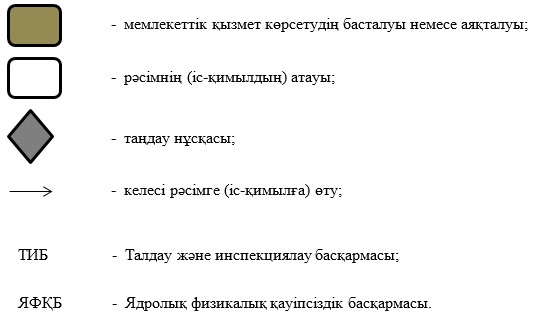 - мемлекеттік қызмет көрсетудің басталуы немесе аяқталуы;
- рәсімнің (іс-қимылдың) атауы;
- таңдау нұсқасы;
- келесі рәсімге (іс-қимылға) өту;
ТИБ - Талдау және инспекциялау басқармасы;
ЯФҚБ - Ядролық физикалық қауіпсіздік басқармасы.